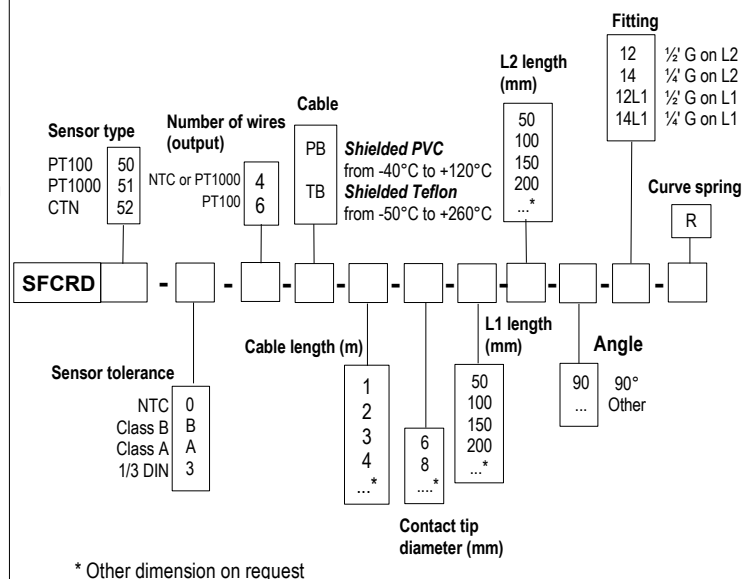 Fitting
12 ½' G on L2
14 ¼' G on L2
12L1 ½' G on L1
14L1 ¼' G on L1
L2 length
(mm)
50
100
150
200
...*
Cable
PB Shielded PVC
from -40°C to +120°C
TB Shielded Teflon
from -50°C to +260°C
Number of wires
(output)
NTC or PT1000 4
PT100 6
Sensor type
PT100 50
PT1000 51
CTN 52
Curve spring
R
SFCRD - - - - - - - - - -
Sensor tolerance
NTC 0
Class B B
Class A A
1/3 DIN 3
Cable length (m)
1
2
3
4
...*
6
8
....*
Contact tip
diameter (mm)
L1 length
(mm)
50
100
150
200
...*
Angle
90 90°
... Other
* Other dimension on request